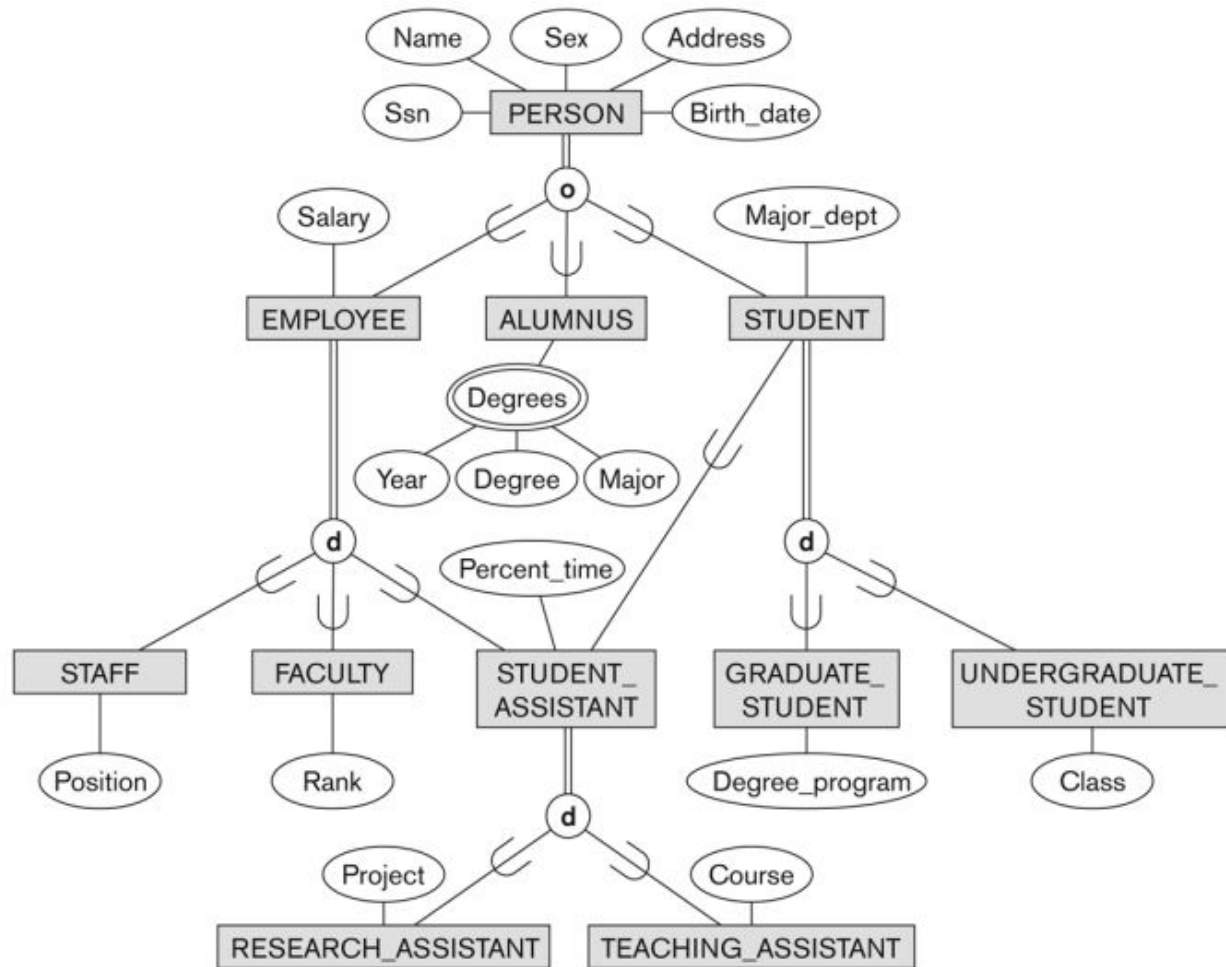 Name
Sex
Address
Ssn
PERSON
Birth_date
o
Salary
Major_dept
EMPLOYEE
ALUMNUS
STUDENT
Degrees
Year
Degree
Major
d
d
Percent_time
STAFF
FACULTY
STUDENT_
ASSISTANT
GRADUATE_
STUDENT
UNDERGRADUATE_
STUDENT
Position
Rank
Degree_program
Class
d
Project
Course
RESEARCH_ASSISTANT
TEACHING_ASSISTANT